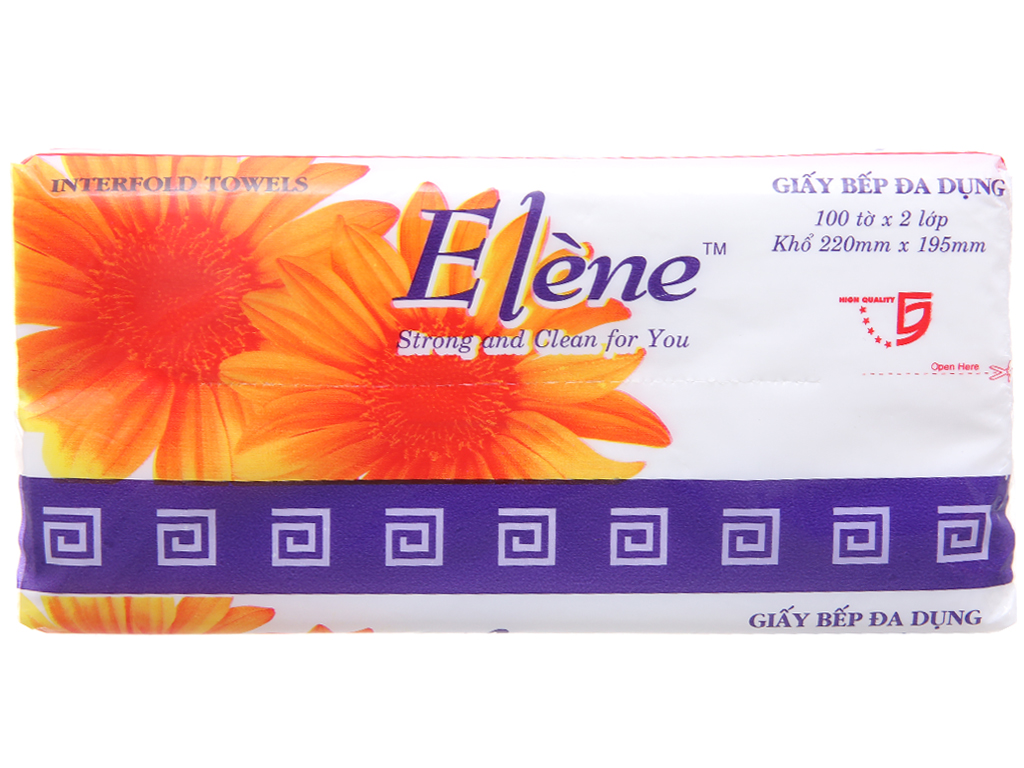 INTERFOLD TOWELS
Elène™
Strong and Clean for You
GIẤY BẾP ĐA DỤNG
100 tờ x 2 lớp
Khổ 220mm x 195mm
HIGH QUALITY
Open Here
GIẤY BẾP ĐA DỤNG